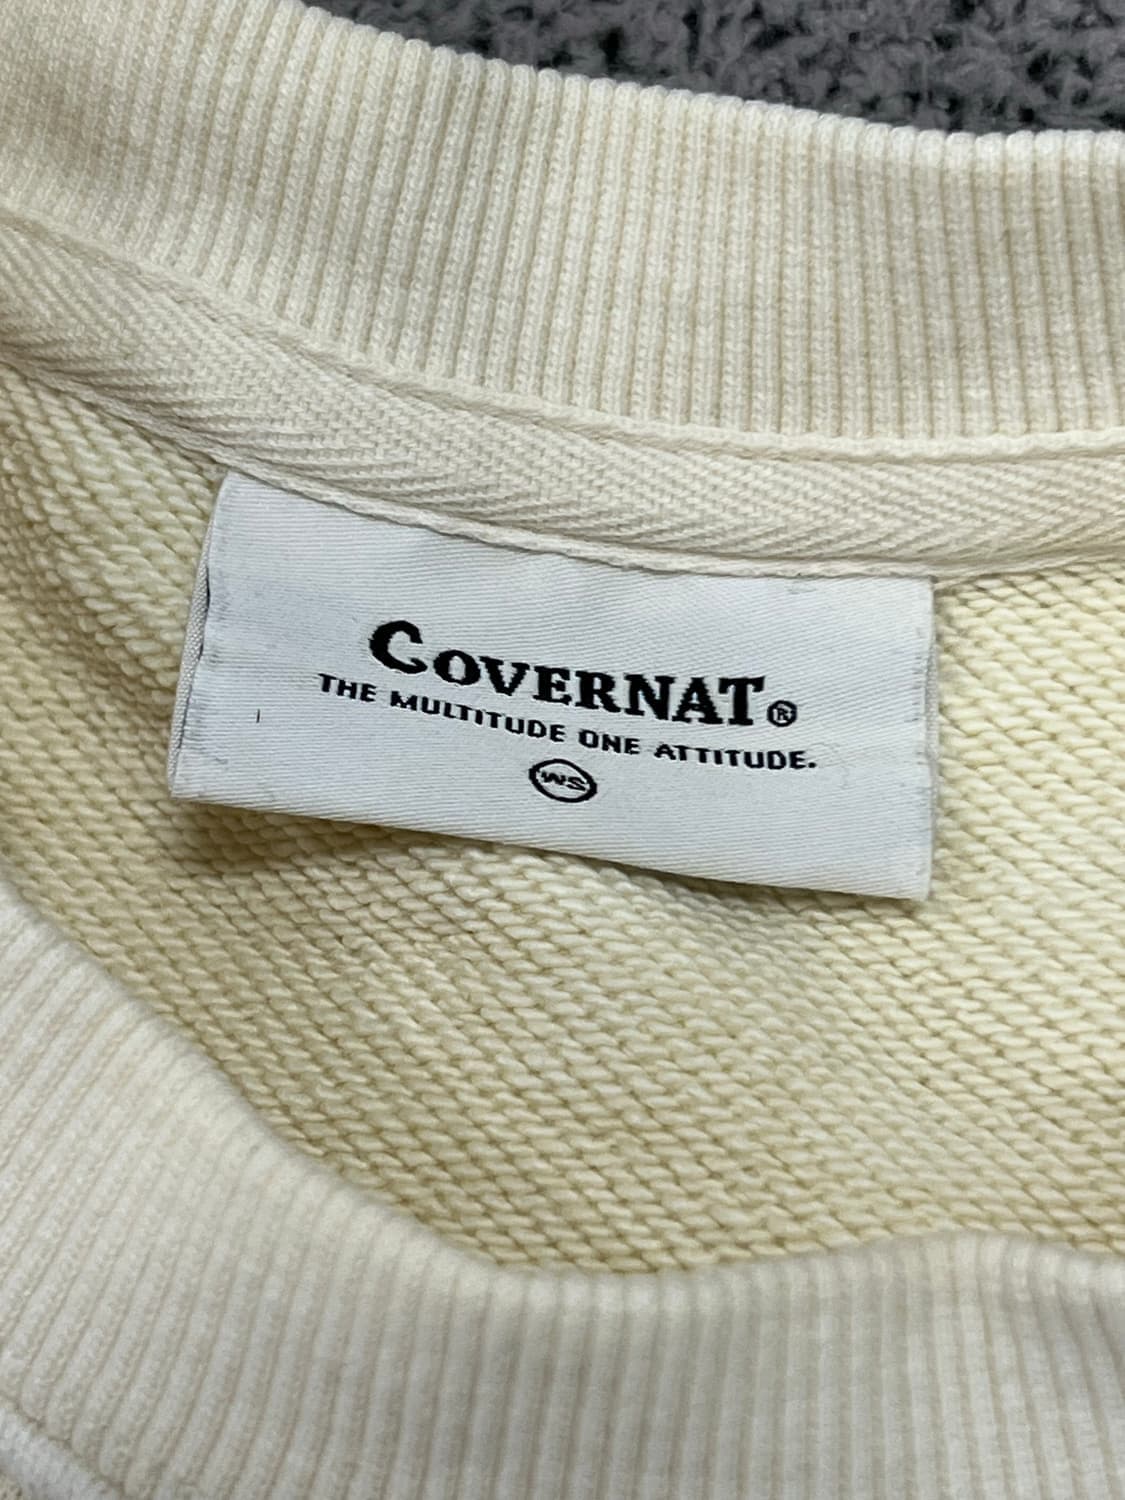 COVERNAT®
THE MULTITUDE ONE ATTITUDE.
WS